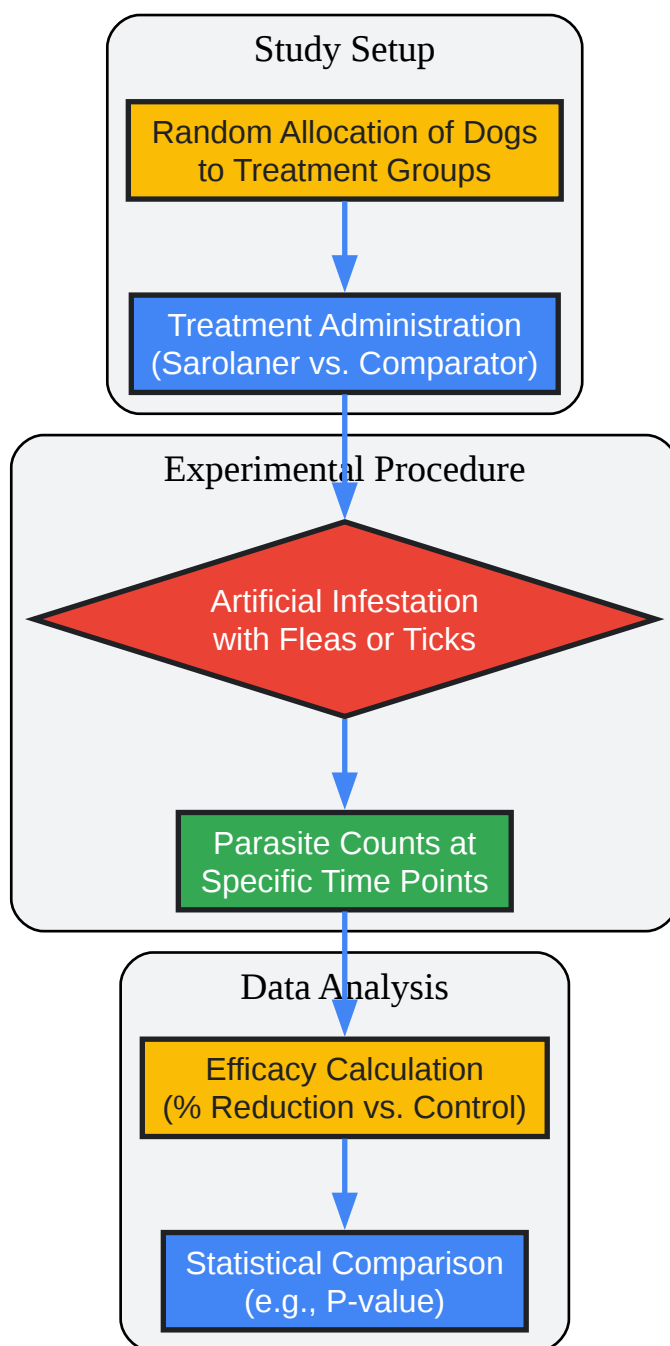 Study Setup
Random Allocation of Dogs
to Treatment Groups
Treatment Administration
(Sarolaner vs. Comparator)
Experimental Procedure
Artificial Infestation
with Fleas or Ticks
Parasite Counts at
Specific Time Points
Data Analysis
Efficacy Calculation
(% Reduction vs. Control)
Statistical Comparison
(e.g., P-value)